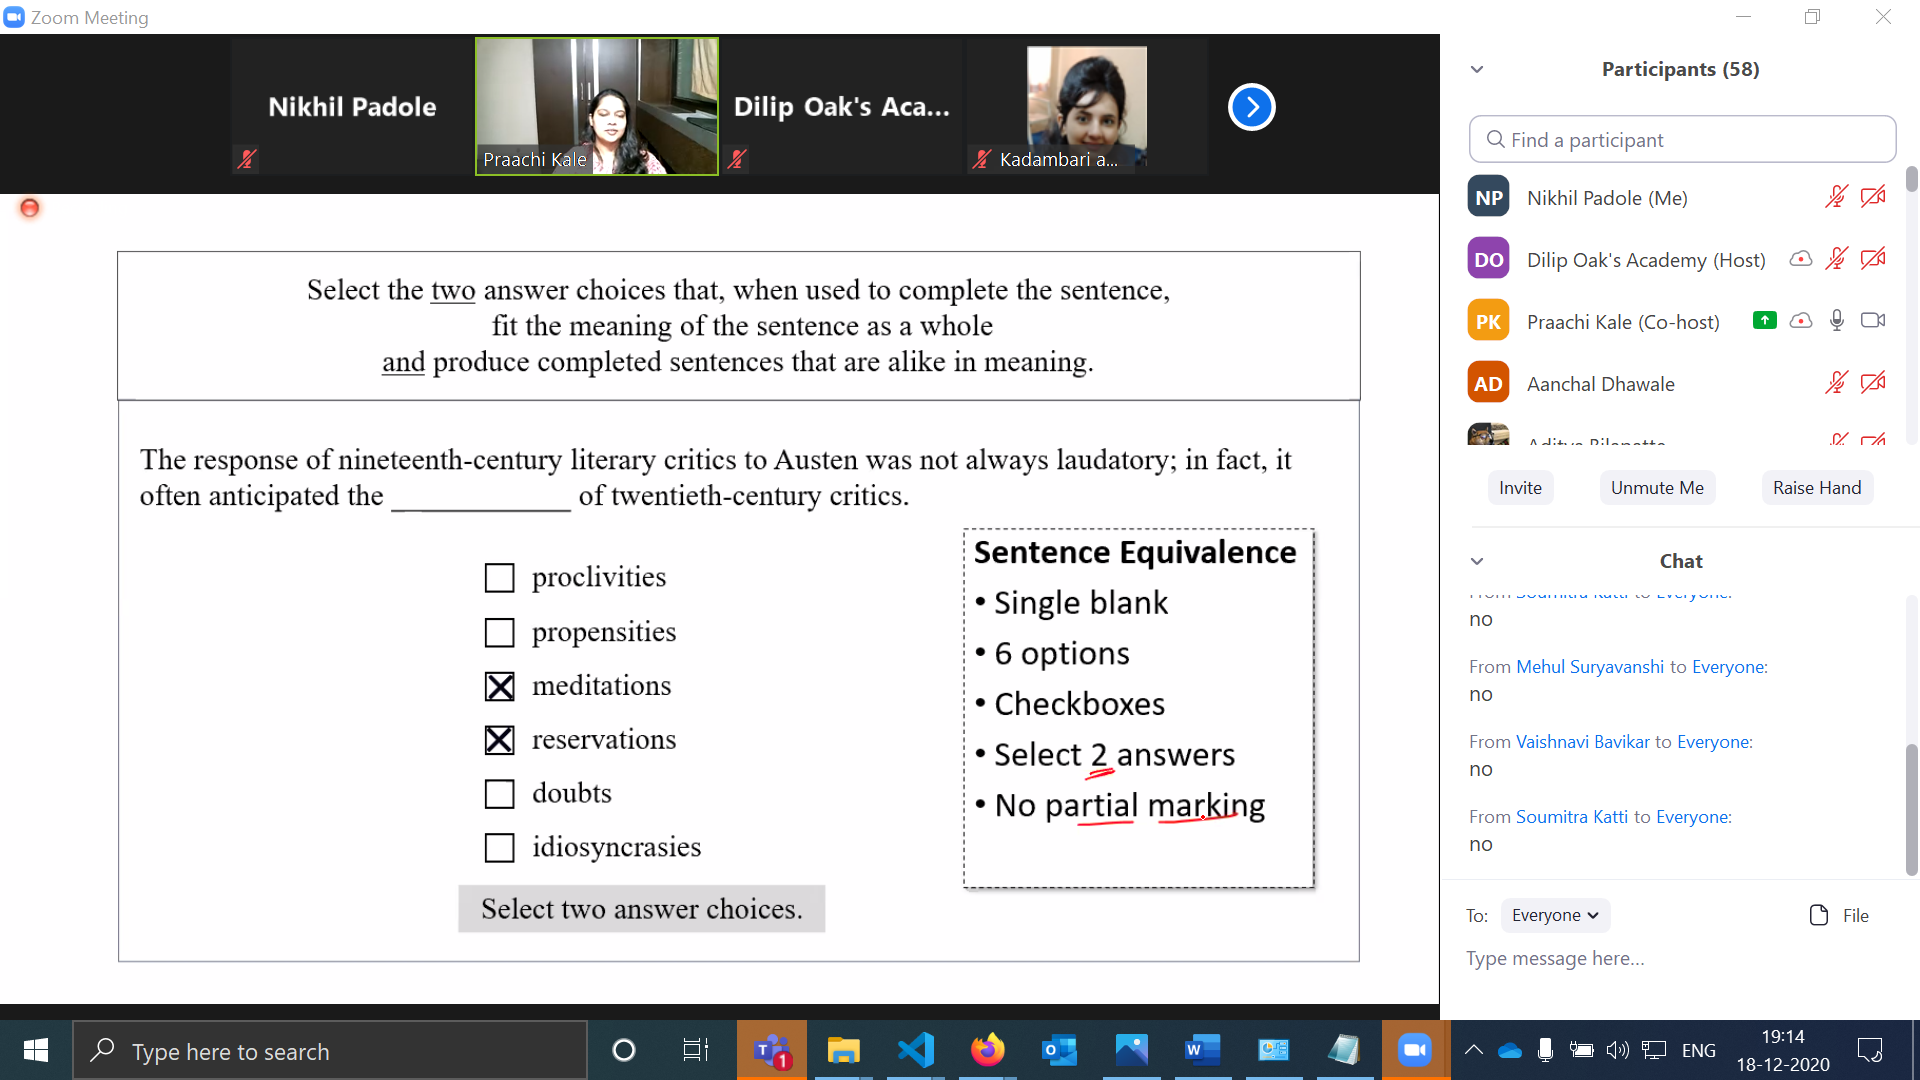 Zoom Meeting
Nikhil Padole
Praachi Kale
Dilip Oak's Aca...
Kadambari a...
Select the two answer choices that, when used to complete the sentence,
fit the meaning of the sentence as a whole
and produce completed sentences that are alike in meaning.
The response of nineteenth-century literary critics to Austen was not always laudatory; in fact, it
often anticipated the ____________ of twentieth-century critics.
proclivities
propensities
meditations
reservations
doubts
idiosyncrasies
Select two answer choices.
Sentence Equivalence
• Single blank
• 6 options
• Checkboxes
• Select 2 answers
• No partial marking
Participants (58)
Find a participant
NP Nikhil Padole (Me)
DO Dilip Oak's Academy (Host)
PK Praachi Kale (Co-host)
AD Aanchal Dhawale
Invite Unmute Me Raise Hand
Chat
From Soumitra Katti to Everyone:
no
From Mehul Suryavanshi to Everyone:
no
From Vaishnavi Bavikar to Everyone:
no
From Soumitra Katti to Everyone:
no
To: Everyone File
Type message here...
Type here to search
1
ENG
19:14
18-12-2020